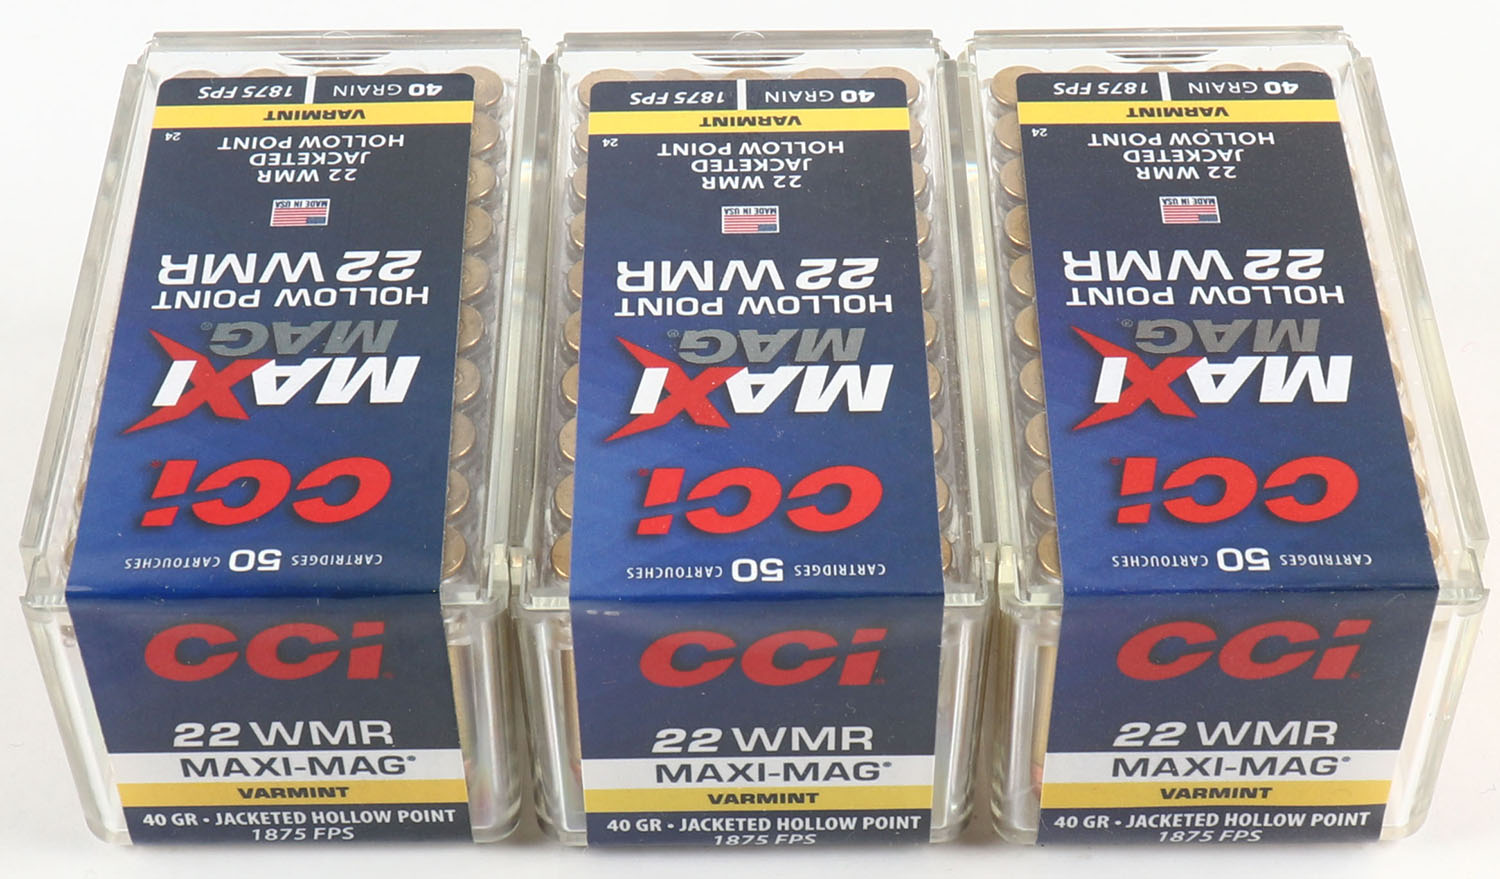 40 GRAIN | 1875 FPS
VARMINT
24
22 WMR
JACKETED
HOLLOW POINT
MADE IN USA
22 WMR
HOLLOW POINT
MAG®
MAXI
CCI
CARTRIDGES 50 CARTOUCHES
CCI
22 WMR
MAXI-MAG®
VARMINT
40 GR • JACKETED HOLLOW POINT
1875 FPS
40 GRAIN | 1875 FPS
VARMINT
24
22 WMR
JACKETED
HOLLOW POINT
MADE IN USA
22 WMR
HOLLOW POINT
MAG®
MAXI
CCI
CARTRIDGES 50 CARTOUCHES
CCI
22 WMR
MAXI-MAG®
VARMINT
40 GR • JACKETED HOLLOW POINT
1875 FPS
40 GRAIN | 1875 FPS
VARMINT
24
22 WMR
JACKETED
HOLLOW POINT
MADE IN USA
22 WMR
HOLLOW POINT
MAG®
MAXI
CCI
CARTRIDGES 50 CARTOUCHES
CCI
22 WMR
MAXI-MAG®
VARMINT
40 GR • JACKETED HOLLOW POINT
1875 FPS